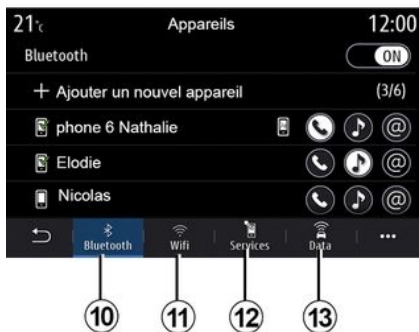 21°c Appareils 12:00
Bluetooth ON
+ Ajouter un nouvel appareil (3/6)
phone 6 Nathalie @
Elodie @
Nicolas @
Bluetooth Wifi Services Data ...
10 11 12 13